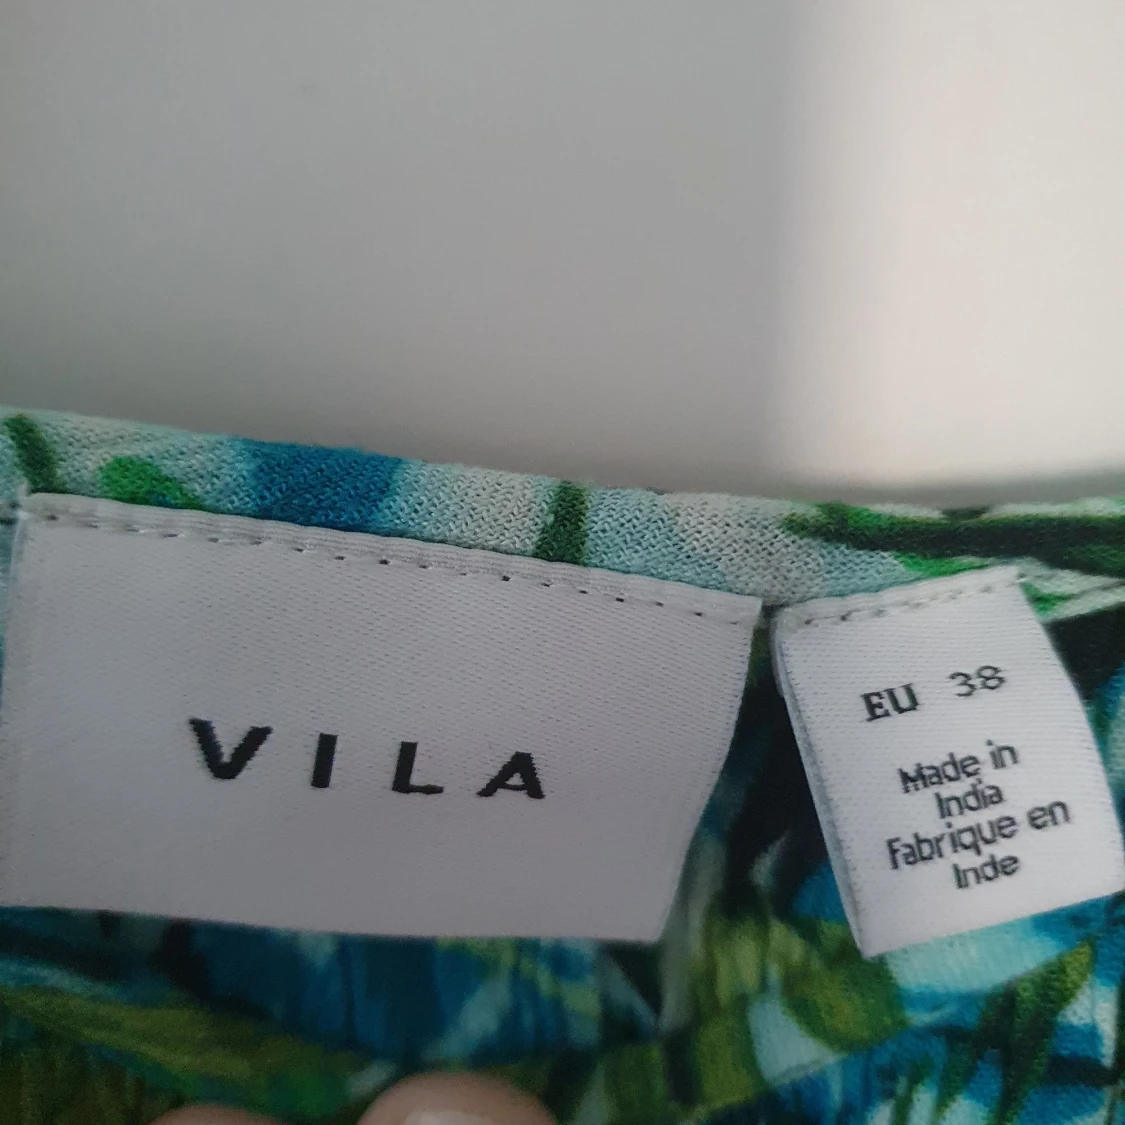 VILA
EU 38
Made in
India
Fabrique en
Inde